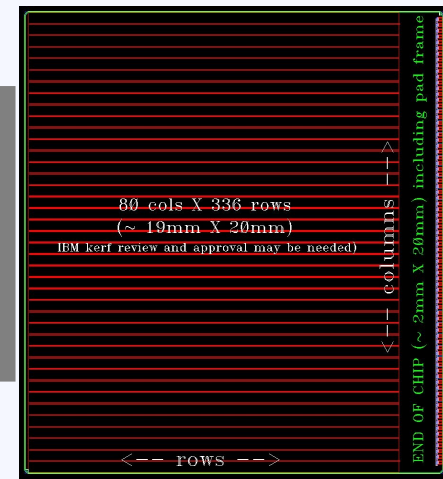 80 cols X 336 rows
(~ 19mm X 20mm)
IBM kerf review and approval may be needed)
<-- rows -->
<-- columns -->
END OF CHIP (~ 2mm X 20mm) including pad frame